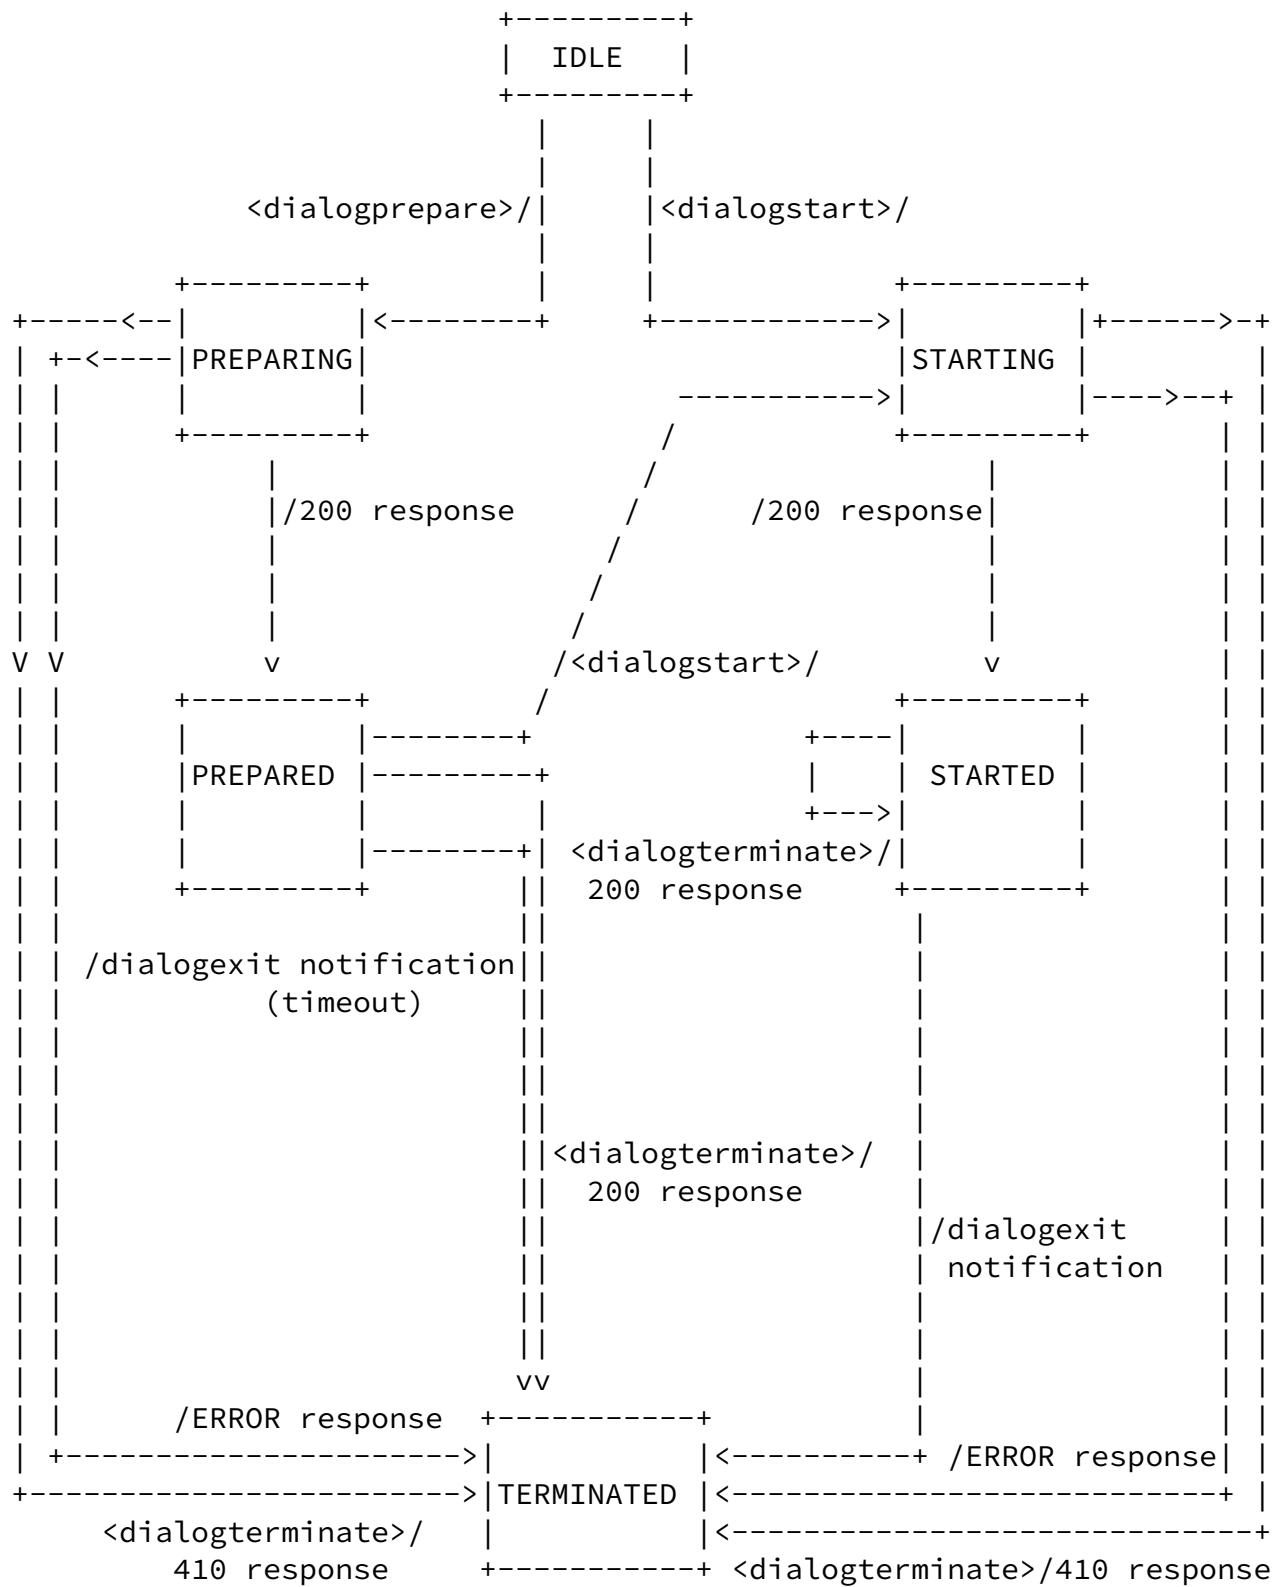 IDLE
<dialogprepare>/ <dialogstart>/
PREPARING STARTING
/200 response /200 response
/<dialogstart>/
PREPARED STARTED
<dialogterminate>/
200 response
/dialogexit notification
(timeout)
<dialogterminate>/
200 response
/dialogexit
notification
/ERROR response
/ERROR response
TERMINATED
<dialogterminate>/
410 response <dialogterminate>/410 response